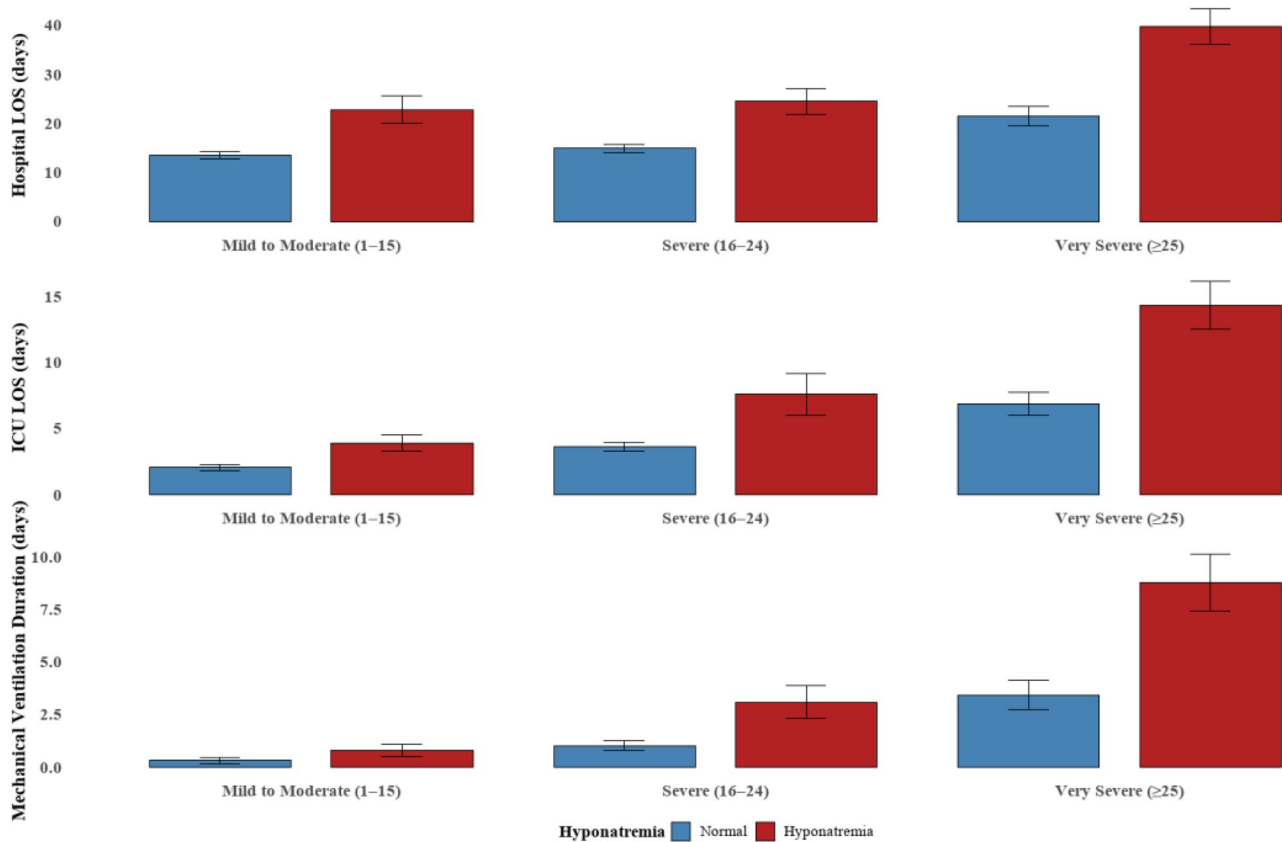 Hospital LOS (days)
40
30
20
10
0
Mild to Moderate (1–15) Severe (16–24) Very Severe (≥25)
ICU LOS (days)
15
10
5
0
Mild to Moderate (1–15) Severe (16–24) Very Severe (≥25)
Mechanical Ventilation Duration (days)
10.0
7.5
5.0
2.5
0.0
Mild to Moderate (1–15) Severe (16–24) Very Severe (≥25)
Hyponatremia Normal Hyponatremia